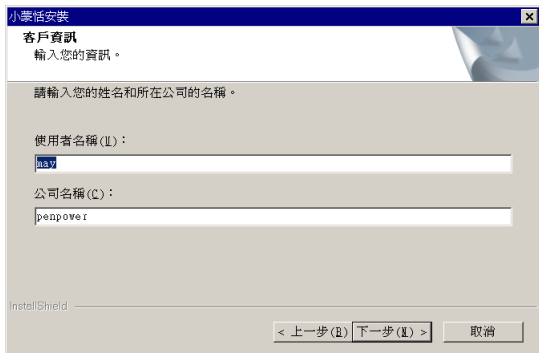 小蒙恬安裝
客戶資訊
輸入您的資訊。
請輸入您的姓名和所在公司的名稱。
使用者名稱(U)：
may
公司名稱(C)：
penpower
InstallShield
< 上一步(B) 下一步(N) > 取消